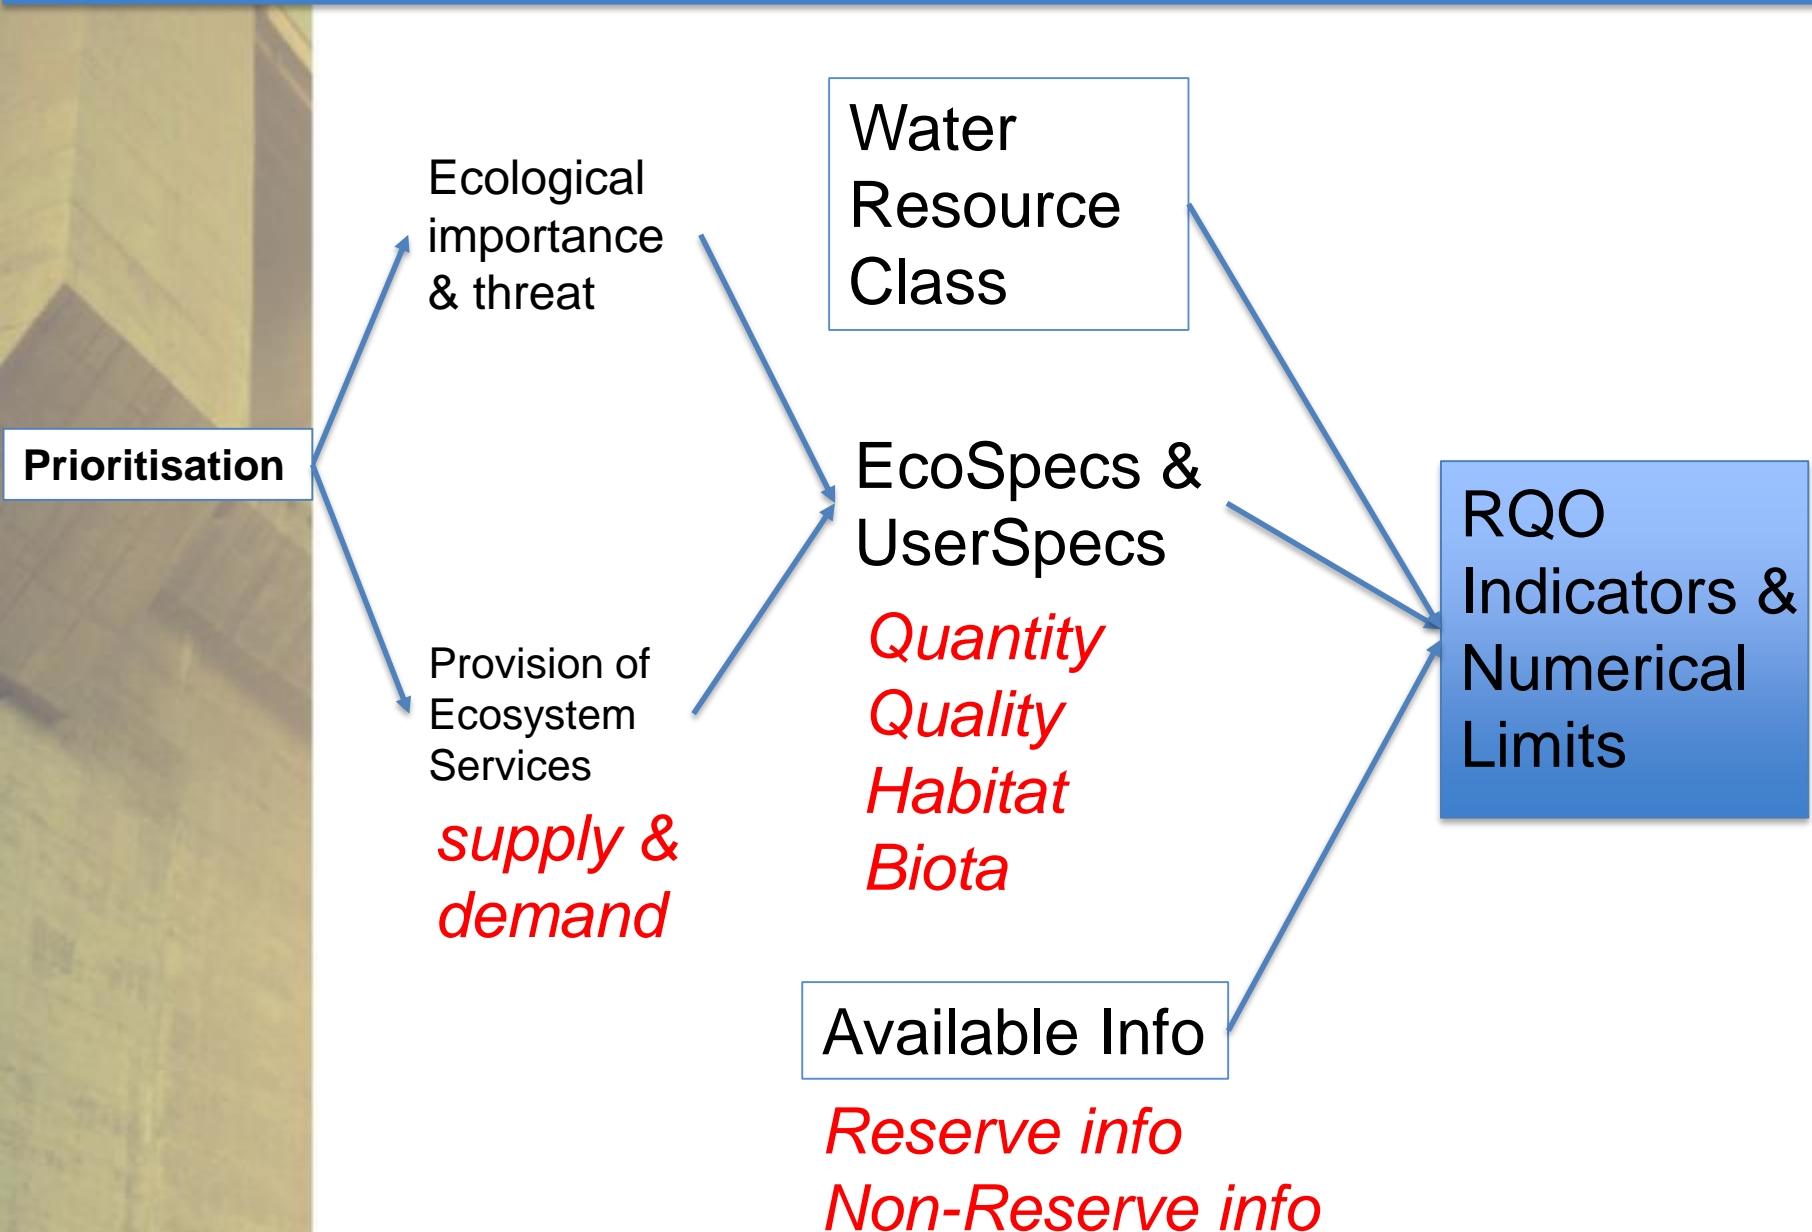 Prioritisation
Ecological
importance
& threat
Provision of
Ecosystem
Services
supply &
demand
Water
Resource
Class
EcoSpecs &
UserSpecs
Quantity
Quality
Habitat
Biota
Available Info
Reserve info
Non-Reserve info
RQO
Indicators &
Numerical
Limits